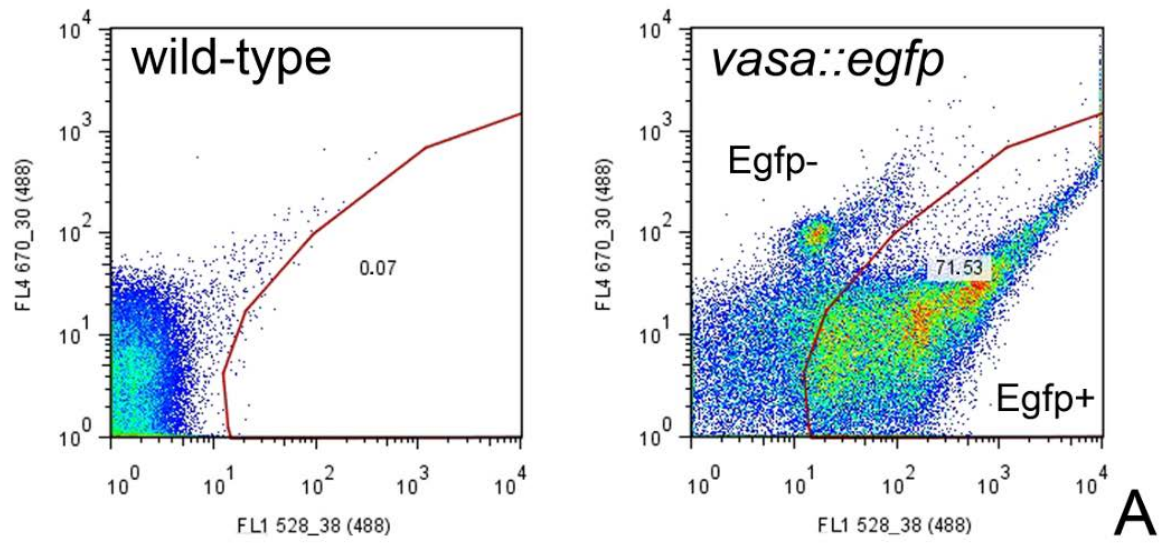 wild-type
10^4
10^3
10^2
10^1
10^0
FL4 670_30 (488)
0.07
10^0 10^1 10^2 10^3 10^4
FL1 528_38 (488)
vasa::egfp
10^4
10^3
10^2
10^1
10^0
FL4 670_30 (488)
Egfp-
71.53
Egfp+
10^0 10^1 10^2 10^3 10^4
FL1 528_38 (488)
A